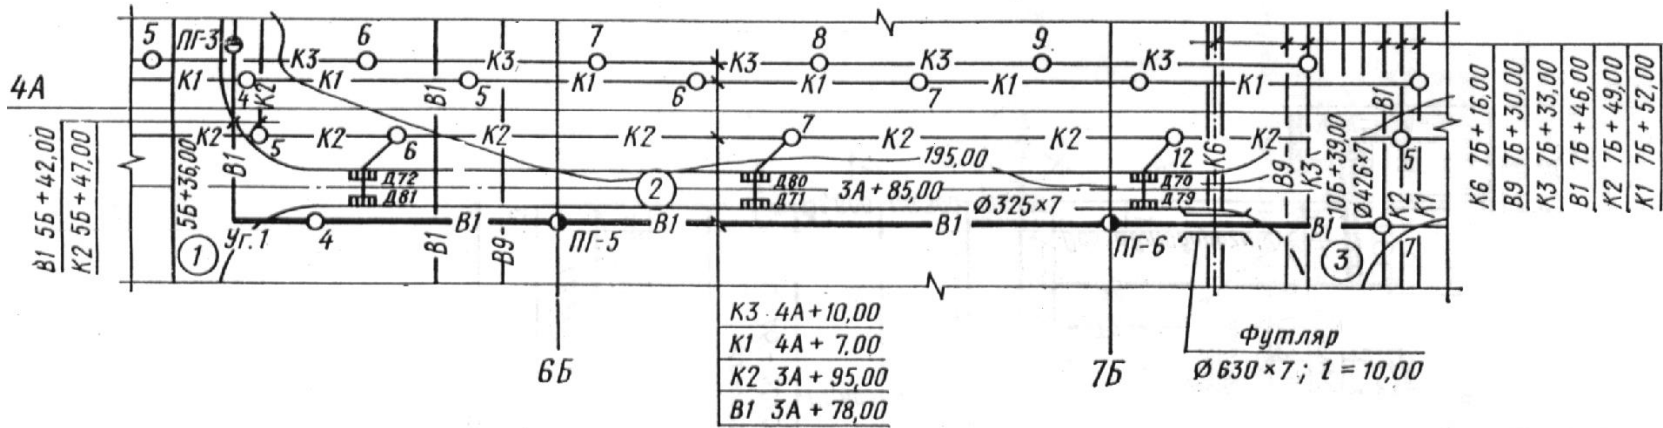 5
ПГ-3
6
7
8
9
К3
К3
К3
К3
К3
К1
К1
К1
К1
К1
К1
4
5
6
7
4А
К2
В1
В1
К2
К2
К2
К2
К2
К2
5
6
7
12
5
В1 5Б + 42,00
К2 5Б + 47,00
5Б + 36,00
В1
195,00
К6
В9
К3
10Б + 39,00
Ø426×7
Д72
Д81
2
Д80
Д71
3А + 85,00
Ø325×7
Д70
Д79
Уг.1
4
В1
В9
В1
ПГ-5
В1
В1
ПГ-6
В1
К2
К1
7
1
3
К6 7Б + 16,00
В9 7Б + 30,00
К3 7Б + 33,00
В1 7Б + 46,00
К2 7Б + 49,00
К1 7Б + 52,00
К3 4А + 10,00
К1 4А + 7,00
К2 3А + 95,00
В1 3А + 78,00
6Б
7Б
Футляр
Ø 630 × 7 ; l = 10,00